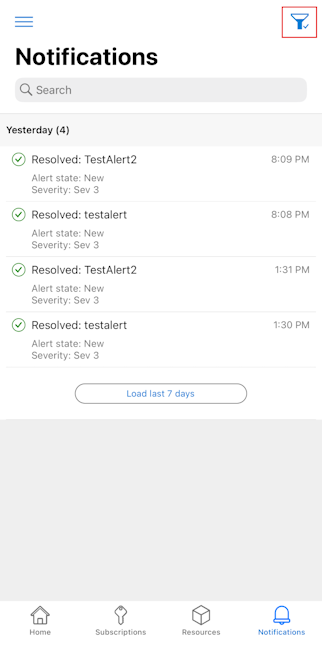 Notifications
Search
Yesterday (4)
Resolved: TestAlert2 8:09 PM
Alert state: New
Severity: Sev 3
Resolved: testalert 8:08 PM
Alert state: New
Severity: Sev 3
Resolved: TestAlert2 1:31 PM
Alert state: New
Severity: Sev 3
Resolved: testalert 1:30 PM
Alert state: New
Severity: Sev 3
Load last 7 days
Home Subscriptions Resources Notifications